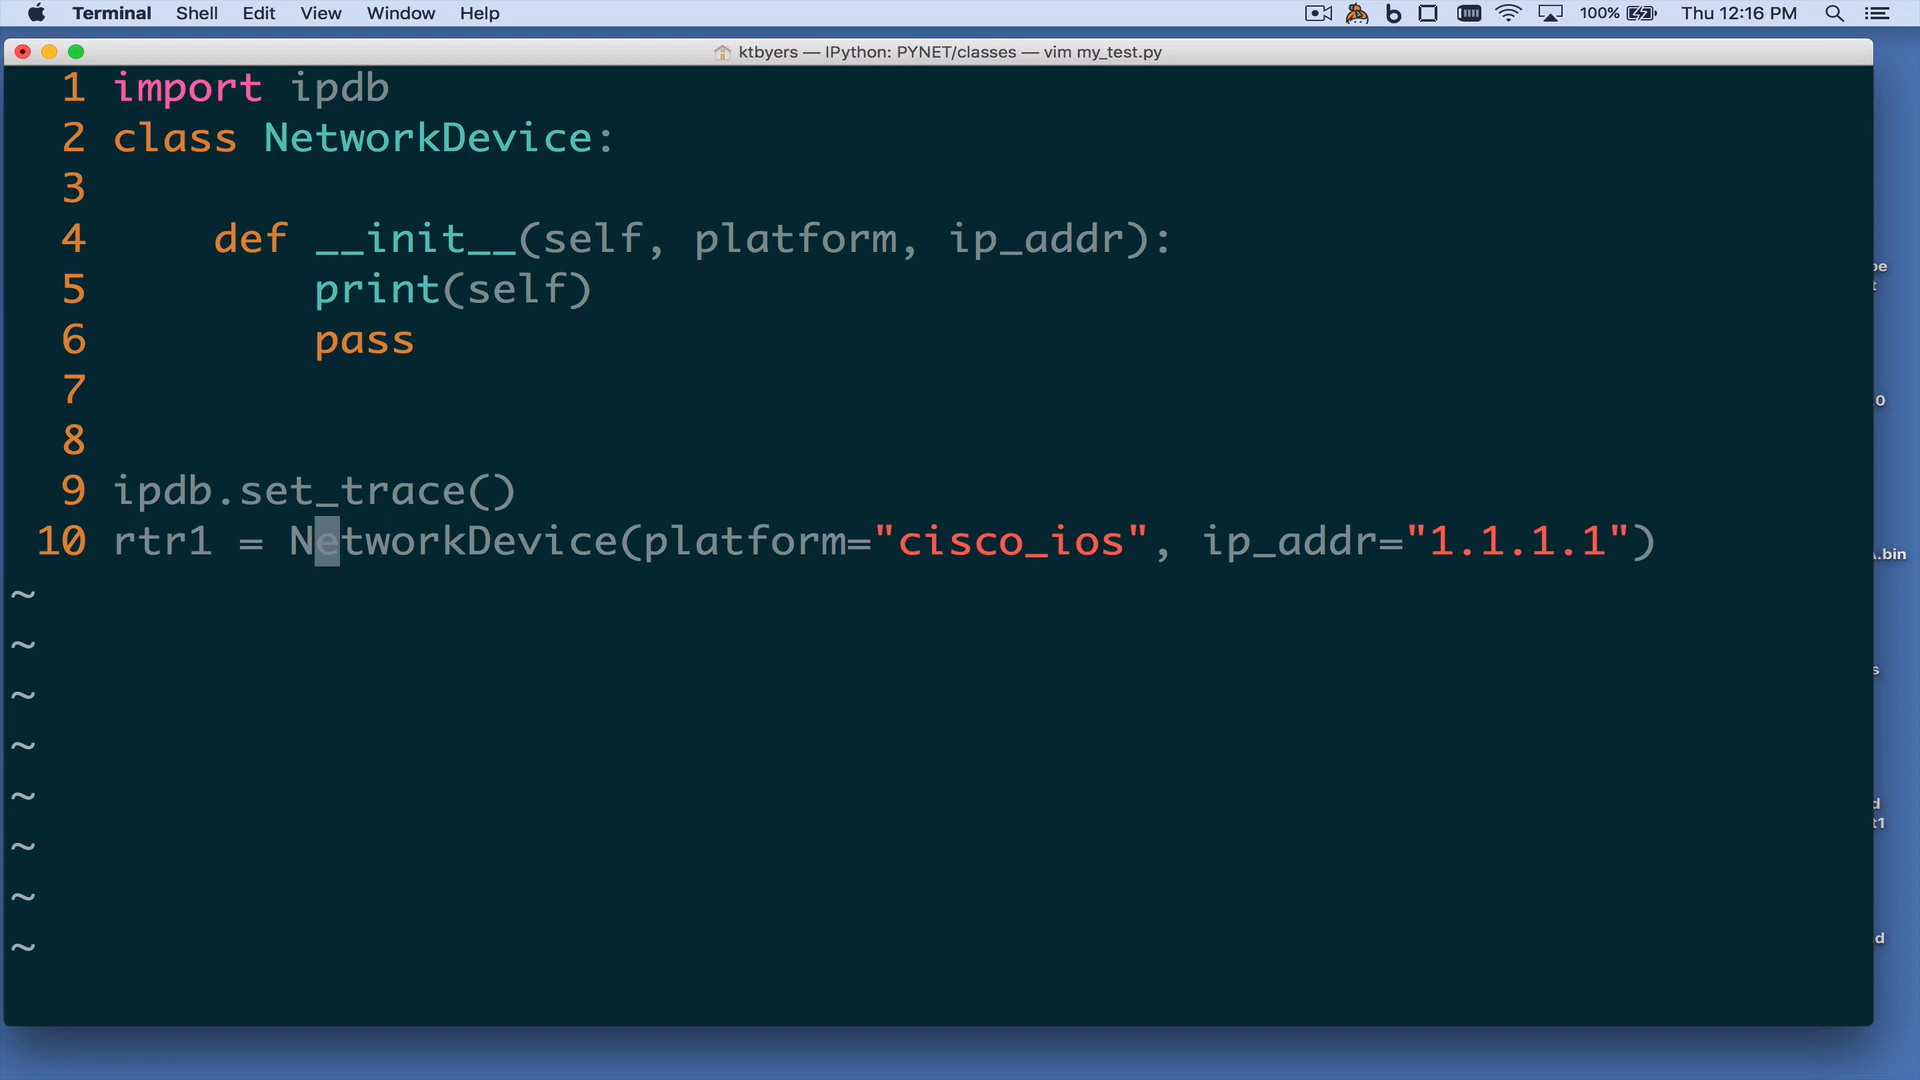 Terminal Shell Edit View Window Help 100% Thu 12:16 PM
ktbyers — IPython: PYNET/classes — vim my_test.py
1 import ipdb
2 class NetworkDevice:
3
4     def __init__(self, platform, ip_addr):
5         print(self)
6         pass
7
8
9 ipdb.set_trace()
10 rtr1 = NetworkDevice(platform="cisco_ios", ip_addr="1.1.1.1")
~
~
~
~
~
~
~
~
.bin